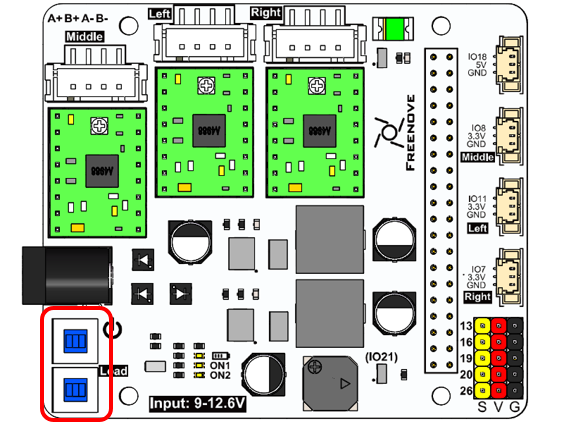 A+B+A-B-
Left
Right
Middle
A4988
A4988
A4988
FREENOVE
IO18
5V
GND
IO8
3.3V
GND
Middle
IO11
3.3V
GND
Left
IO7
3.3V
GND
Right
13
16
19
20
26
S V G
Load
ON1
ON2
(IO21)
Input: 9-12.6V